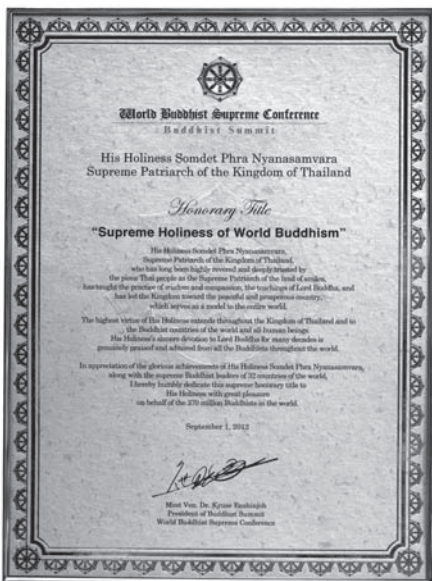 World Buddhist Supreme Conference
Buddhist Summit
His Holiness Somdet Phra Nyanasamvara
Supreme Patriarch of the Kingdom of Thailand
Honorary Title
"Supreme Holiness of World Buddhism"
His Holiness Somdet Phra Nyanasamvara,
Supreme Patriarch of the Kingdom of Thailand,
who has long been highly revered and deeply trusted by
the pious Thai people as the Supreme Patriarch of the land of smiles,
has taught the practice of wisdom and compassion, the teachings of Lord Buddha, and
has led the Kingdom toward the peaceful and prosperous country,
which serves as a model to the entire world.
The highest virtue of His Holiness extends throughout the Kingdom of Thailand and to
the Buddhist countries of the world and all human beings.
His Holiness's sincere devotion to Lord Buddha for many decades is
genuinely praised and admired from all the Buddhists throughout the world.
In appreciation of the glorious achievements of His Holiness Somdet Phra Nyanasamvara,
along with the supreme Buddhist leaders of 32 countries of the world,
I hereby humbly dedicate this supreme honorary title to
His Holiness with great pleasure
on behalf of the 370 million Buddhists in the world.
September 1, 2012
Most Ven. Dr. Kyuse Enshinjoh
President of Buddhist Summit
World Buddhist Supreme Conference